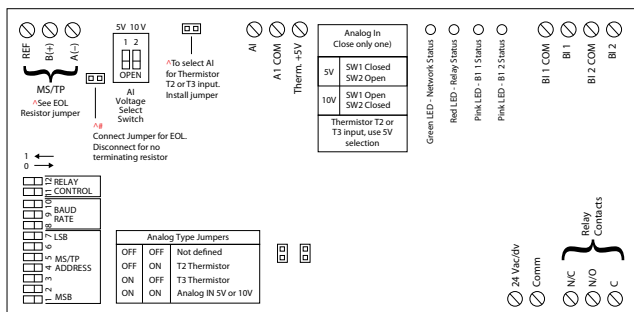 REF
B(+)
A(–)
MS/TP
^See EOL
Resistor jumper
5V 10 V
1 2
OPEN
AI
Voltage
Select
Switch
^#
Connect Jumper for EOL.
Disconnect for no
terminating resistor
^To select AI
for Thermistor
T2 or T3 input.
Install jumper
AI
A1 COM
Therm. +5V
Analog In
Close only one)
5V SW1 Closed
SW2 Open
10V SW1 Open
SW2 Closed
Thermistor T2 or
T3 input, use 5V
selection
Green LED - Network Status
Red LED - Relay Status
Pink LED - B1 1 Status
Pink LED - B1 2 Status
BI 1 COM
BI 1
BI 2 COM
BI 2
1
0
12 RELAY
11 CONTROL
10
9 BAUD
8 RATE
7 LSB
6
5 MS/TP
4 ADDRESS
3
2
1 MSB
Analog Type Jumpers
OFF OFF Not defined
OFF ON T2 Thermistor
ON OFF T3 Thermistor
ON ON Analog IN 5V or 10V
24 Vac/dv
Comm
Relay
Contacts
N/C
N/O
C